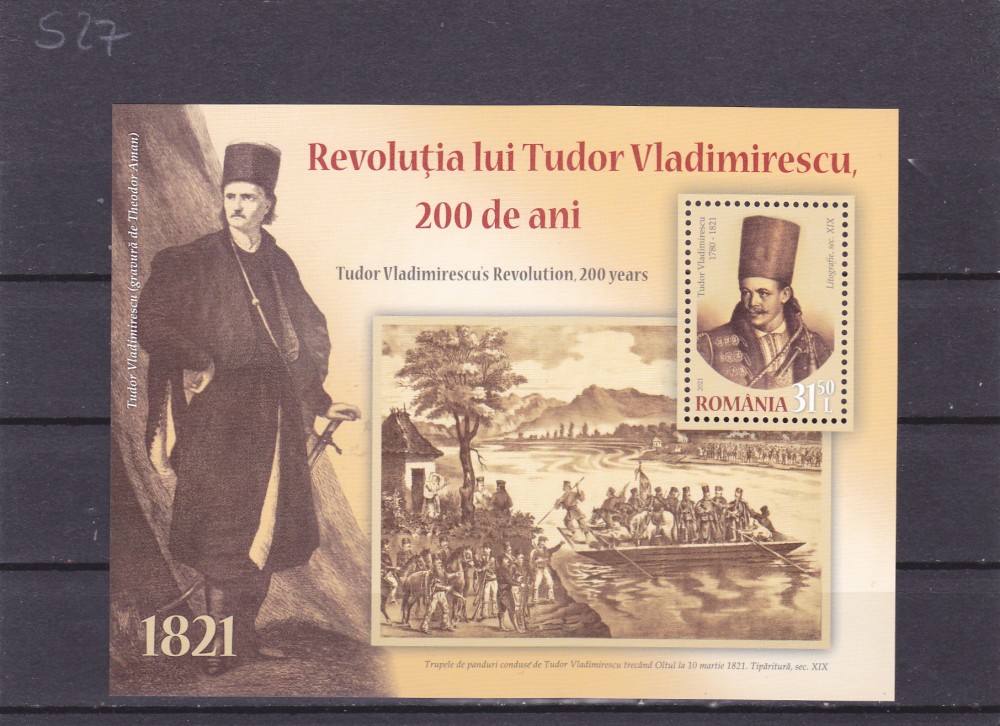 527
Revoluţia lui Tudor Vladimirescu,
200 de ani
Tudor Vladimirescu's Revolution, 200 years
Tudor Vladimirescu (gravură de Theodor Aman)
Tudor Vladimirescu
1780 - 1821
Litografie, sec. XIX
2021
ROMÂNIA 31 50 L
1821
Trupele de panduri conduse de Tudor Vladimirescu trecând Oltul la 10 martie 1821. Tipăritură, sec. XIX